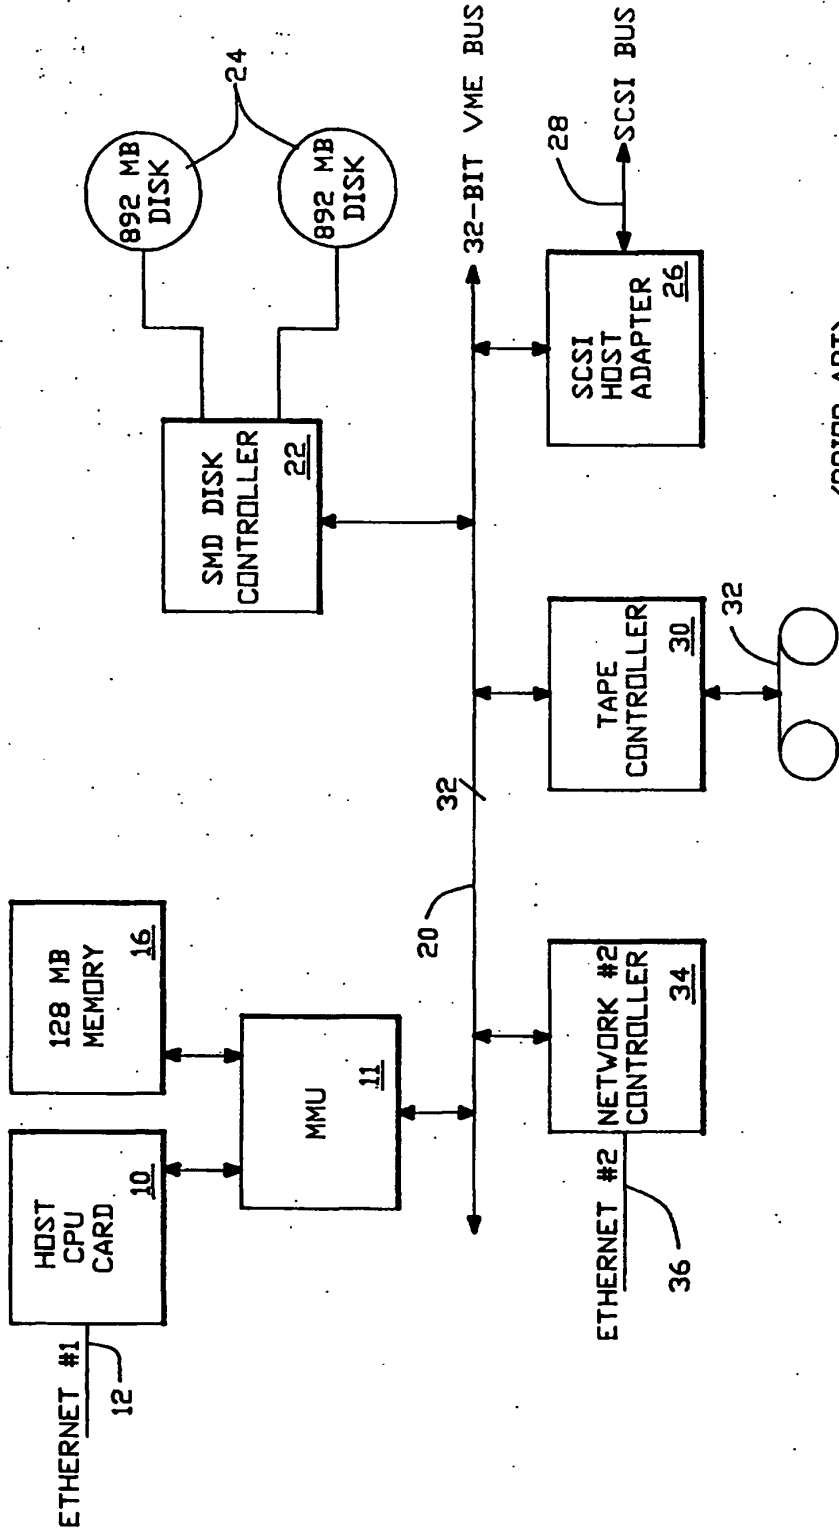 ETHERNET #1
12
HOST
CPU
CARD
10
128 MB
MEMORY
16
MMU
11
SMD DISK
CONTROLLER
22
892 MB
DISK
892 MB
DISK
24
20
32
32-BIT VME BUS
ETHERNET #2
36
NETWORK #2
CONTROLLER
34
TAPE
CONTROLLER
30
32
SCSI
HOST
ADAPTER
26
28
SCSI BUS